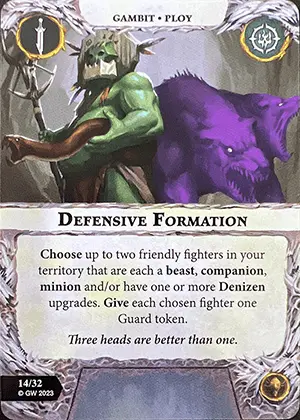 GAMBIT • PLOY
DEFENSIVE FORMATION
Choose up to two friendly fighters in your
territory that are each a beast, companion,
minion and/or have one or more Denizen
upgrades. Give each chosen fighter one
Guard token.
Three heads are better than one.
14/32
© GW 2023